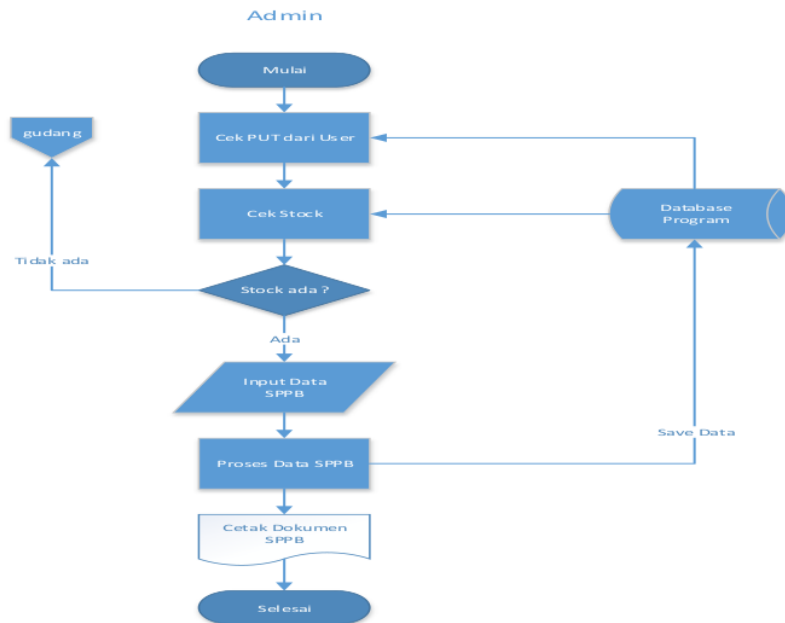 Admin
Mulai
gudang
Cek PUT dari User
Cek Stock
Database
Program
Tidak ada
Stock ada ?
Ada
Input Data
SPPB
Save Data
Proses Data SPPB
Cetak Dokumen
SPPB
Selesai